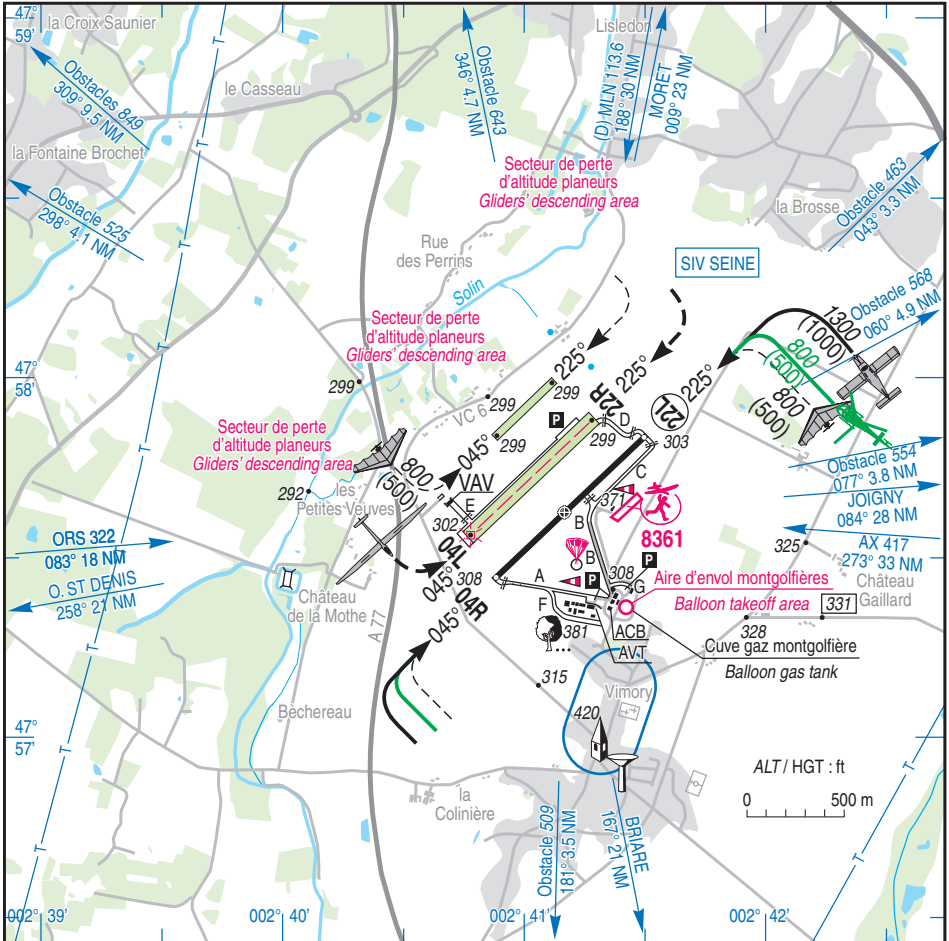 47°
59'
la Croix Saunier
Lisledon
Obstacles 849
309° 9.5 NM
T
le Casseau
Obstacle 643
346° 4.7 NM
(D) MLN 113.6
188° 30 NM
MORET
009° 23 NM
T
la Fontaine Brochet
Secteur de perte
d'altitude planeurs
Gliders' descending area
Obstacle 463
043° 3.3 NM
Obstacle 525
298° 4.1 NM
la Brosse
Rue
des Perrins
SIV SEINE
Solin
Obstacle 568
060° 4.9 NM
Secteur de perte
d'altitude planeurs
Gliders' descending area
1300
(1000)
800
(500)
800
(500)
47°
58'
225°
22R 225°
22L 225°
299
VC 6
299
299
299
P
D
299
303
Secteur de perte
d'altitude planeurs
Gliders' descending area
045°
800
(500)
VAV
C
Obstacle 554
077° 3.8 NM
292
les
Petites Veuves
E
302
371
B
8361
JOIGNY
084° 28 NM
ORS 322
083° 18 NM
04L
045°
B
P
325
AX 417
273° 33 NM
O. ST DENIS
258° 21 NM
308
04R
045°
A
P
308
G
Aire d'envol montgolfières
Balloon takeoff area
Château
Gaillard
Château
de la Mothe
A 77
F
381
ACB
AVT
331
328
Cuve gaz montgolfière
Balloon gas tank
315
Vimory
Bèchereau
420
47°
57'
ALT / HGT : ft
0 500 m
la
Colinière
T
T
Obstacle 509
181° 3.5 NM
BRIARE
167° 21 NM
002° 39'
002° 40'
002° 41'
002° 42'